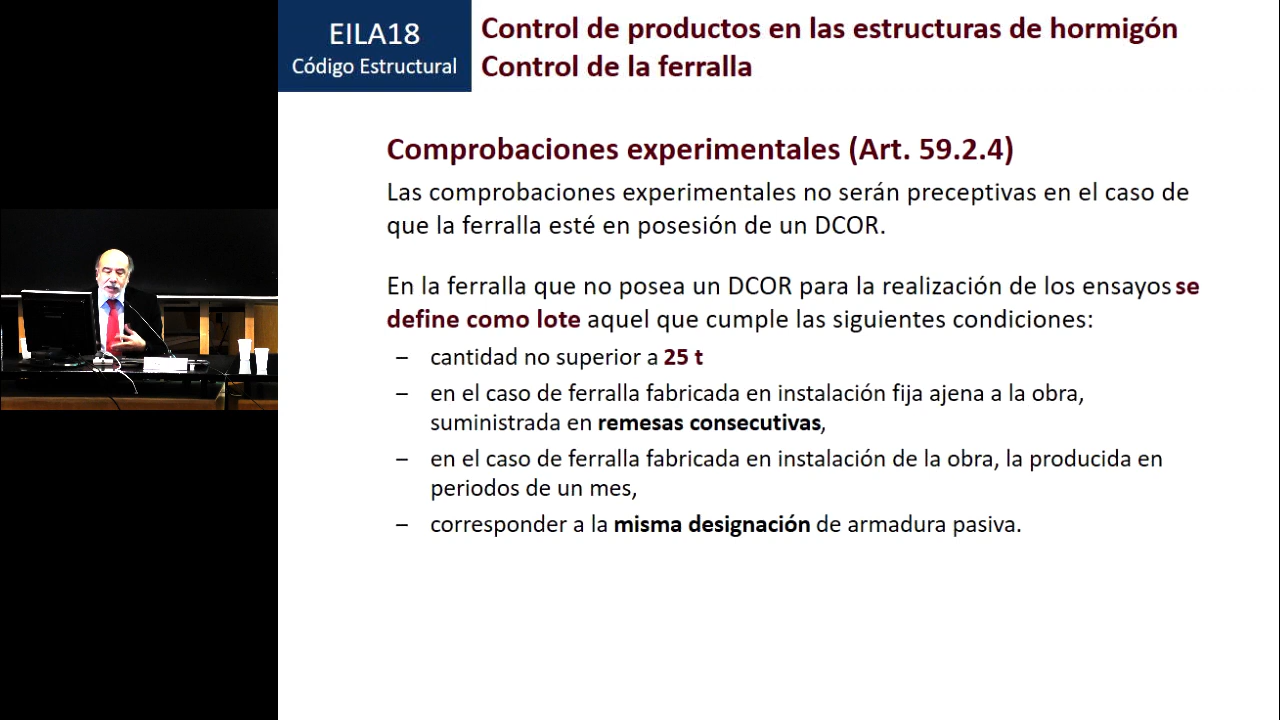 EILA18
Código Estructural
Control de productos en las estructuras de hormigón
Control de la ferralla
Comprobaciones experimentales (Art. 59.2.4)
Las comprobaciones experimentales no serán preceptivas en el caso de
que la ferralla esté en posesión de un DCOR.
En la ferralla que no posea un DCOR para la realización de los ensayos se
define como lote aquel que cumple las siguientes condiciones:
– cantidad no superior a 25 t
– en el caso de ferralla fabricada en instalación fija ajena a la obra,
suministrada en remesas consecutivas,
– en el caso de ferralla fabricada en instalación de la obra, la producida en
periodos de un mes,
– corresponder a la misma designación de armadura pasiva.